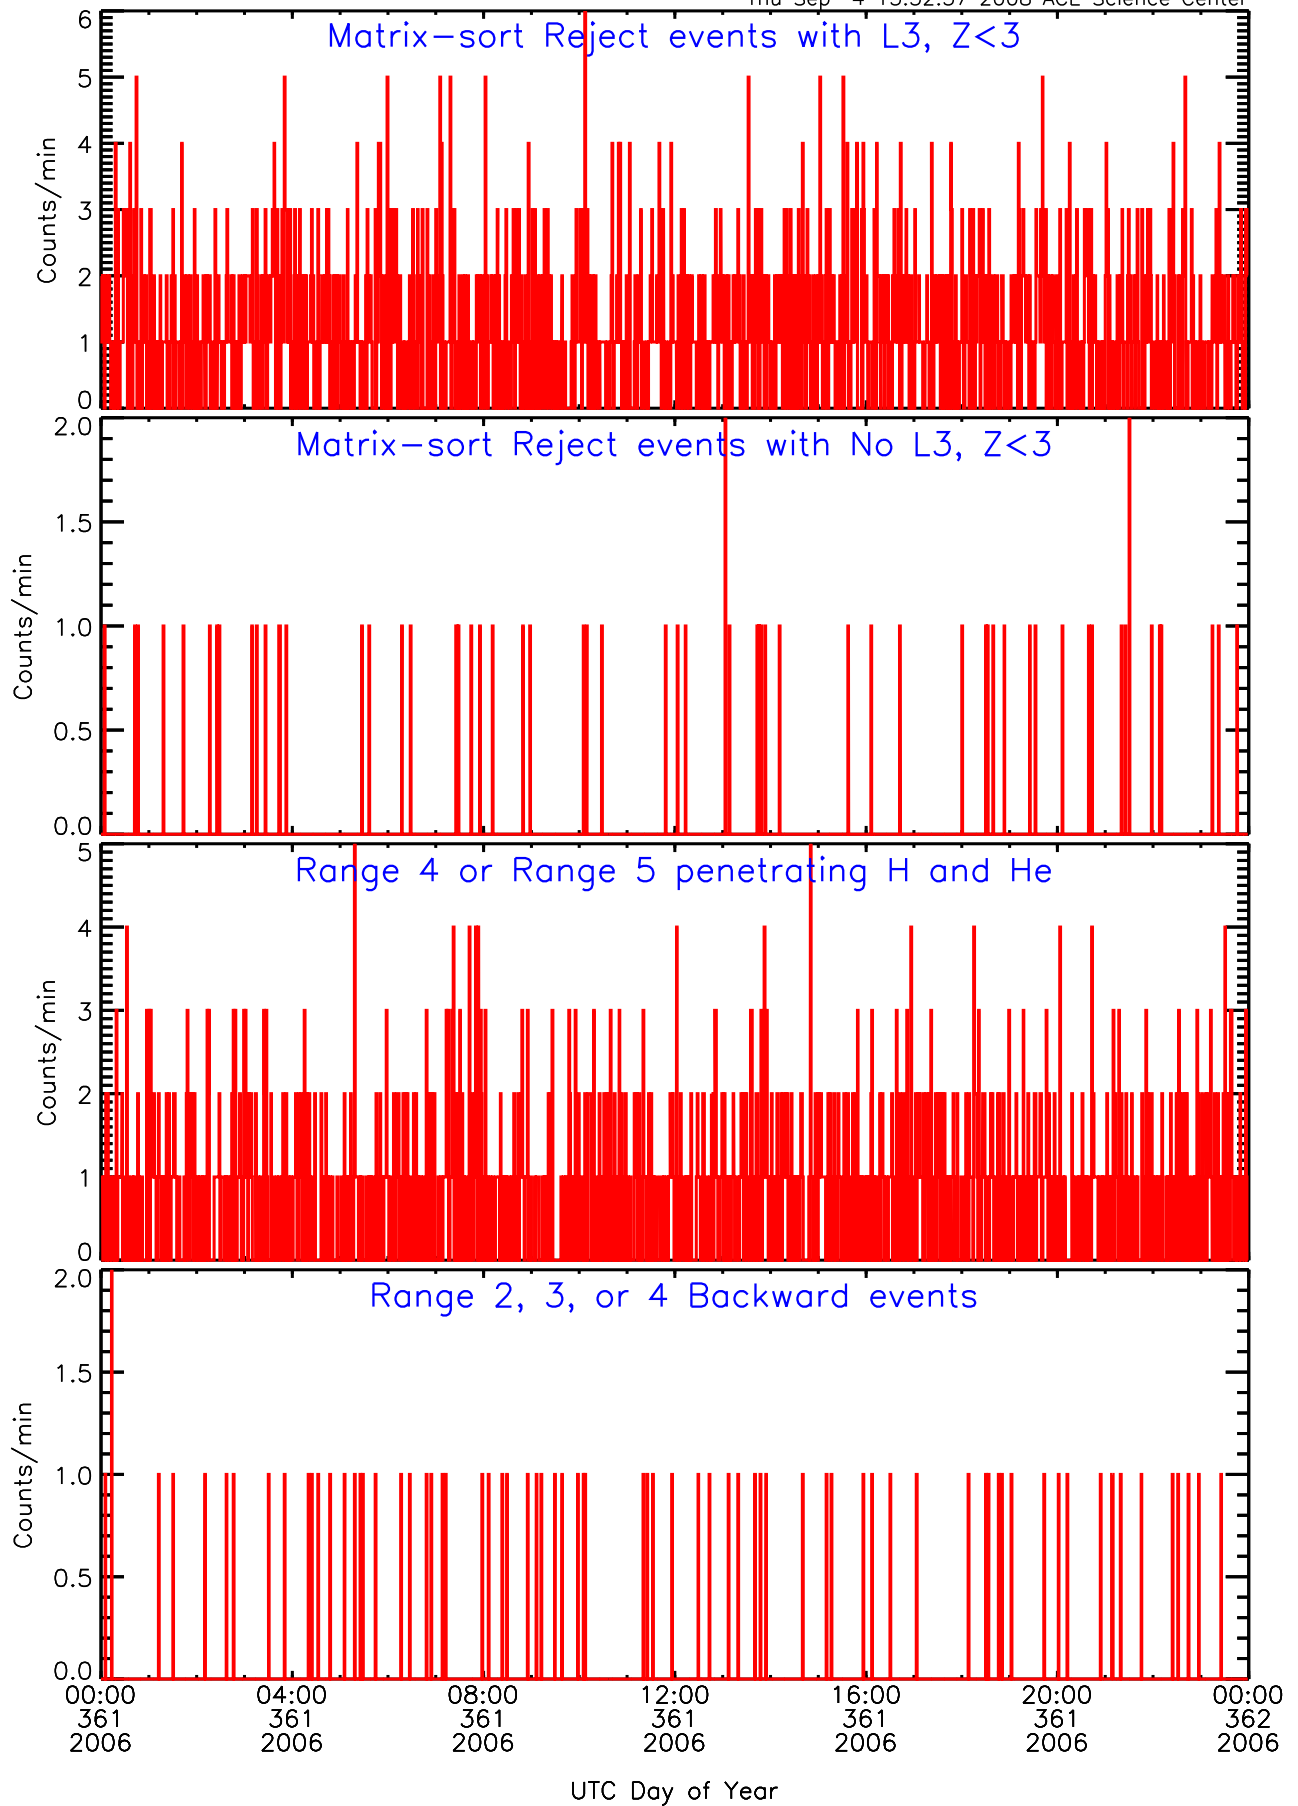 2008 ACE Science Center
Matrix-sort Reject events with L3, Z<3
6
5
4
3
2
1
0
Counts/min
Matrix-sort Reject events with No L3, Z<3
2.0
1.5
1.0
0.5
0.0
Counts/min
Range 4 or Range 5 penetrating H and He
5
4
3
2
1
0
Counts/min
Range 2, 3, or 4 Backward events
2.0
1.5
1.0
0.5
0.0
Counts/min
00:00 04:00 08:00 12:00 16:00 20:00 00:00
361 361 361 361 361 361 362
2006 2006 2006 2006 2006 2006 2006
UTC Day of Year